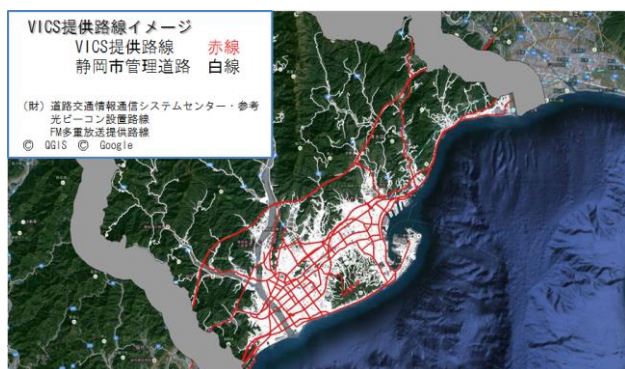 VICS提供路線イメージ
VICS提供路線 赤線
静岡市管理道路 白線
（財）道路交通情報通信システムセンター・参考
光ビーコン設置路線
FM多重放送提供路線
© QGIS © Google